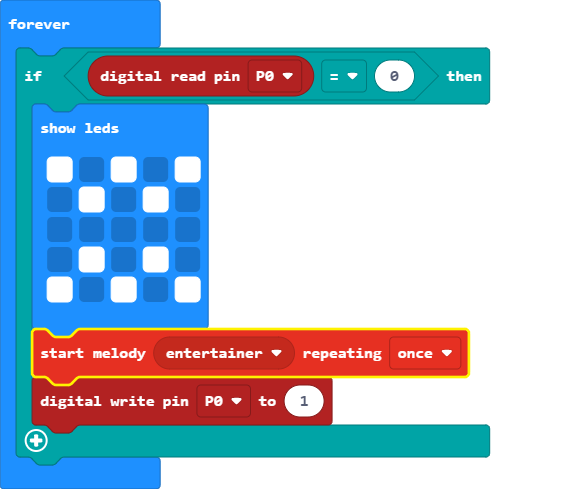 forever
if digital read pin P0 = 0 then
show leds
start melody entertainer repeating once
digital write pin P0 to 1